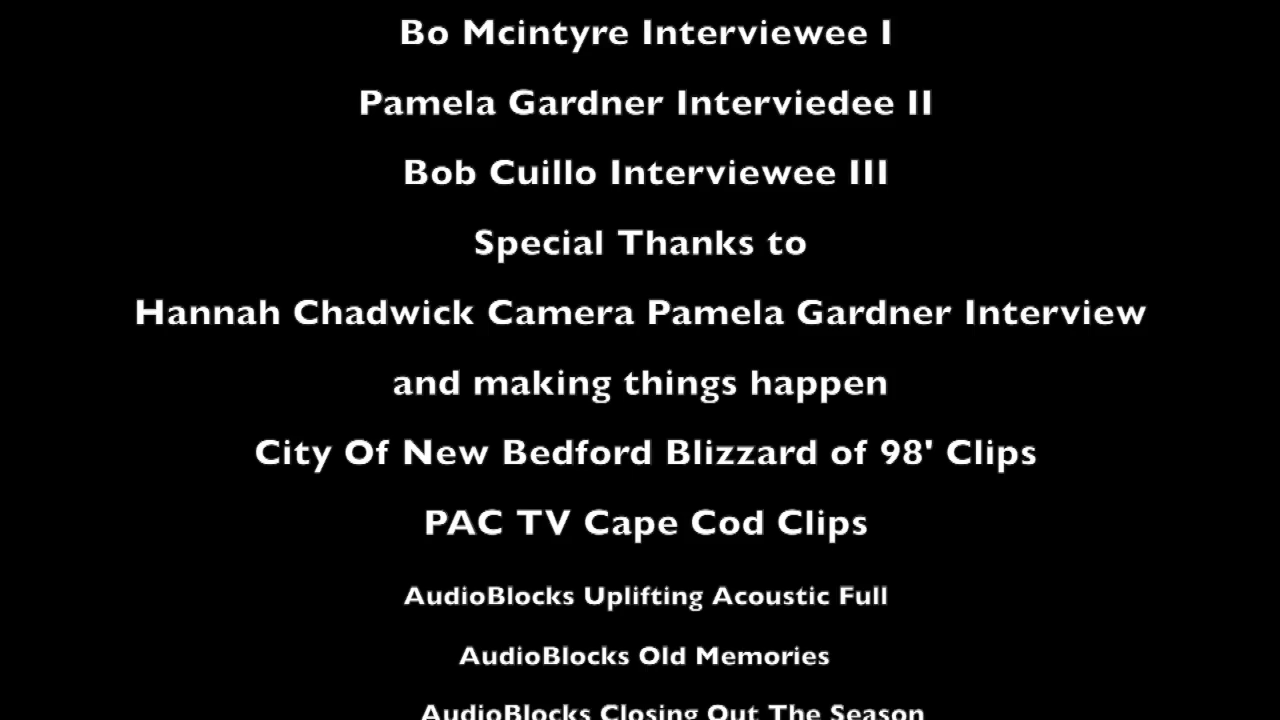 Bo Mcintyre Interviewee I
Pamela Gardner Interviedee II
Bob Cuillo Interviewee III
Special Thanks to
Hannah Chadwick Camera Pamela Gardner Interview
and making things happen
City Of New Bedford Blizzard of 98' Clips
PAC TV Cape Cod Clips
AudioBlocks Uplifting Acoustic Full
AudioBlocks Old Memories
AudioBlocks Closing Out The Season